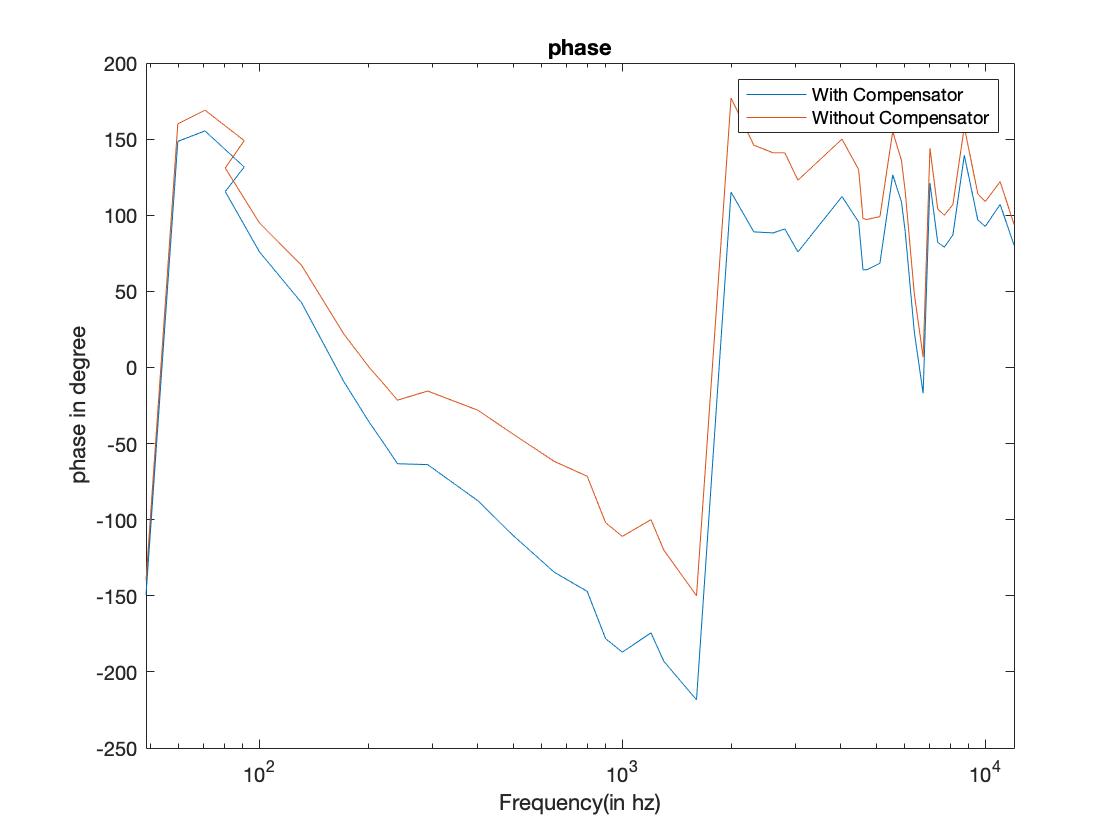 phase
With Compensator
Without Compensator
200
150
100
50
0
-50
-100
-150
-200
-250
phase in degree
10^2
10^3
10^4
Frequency(in hz)